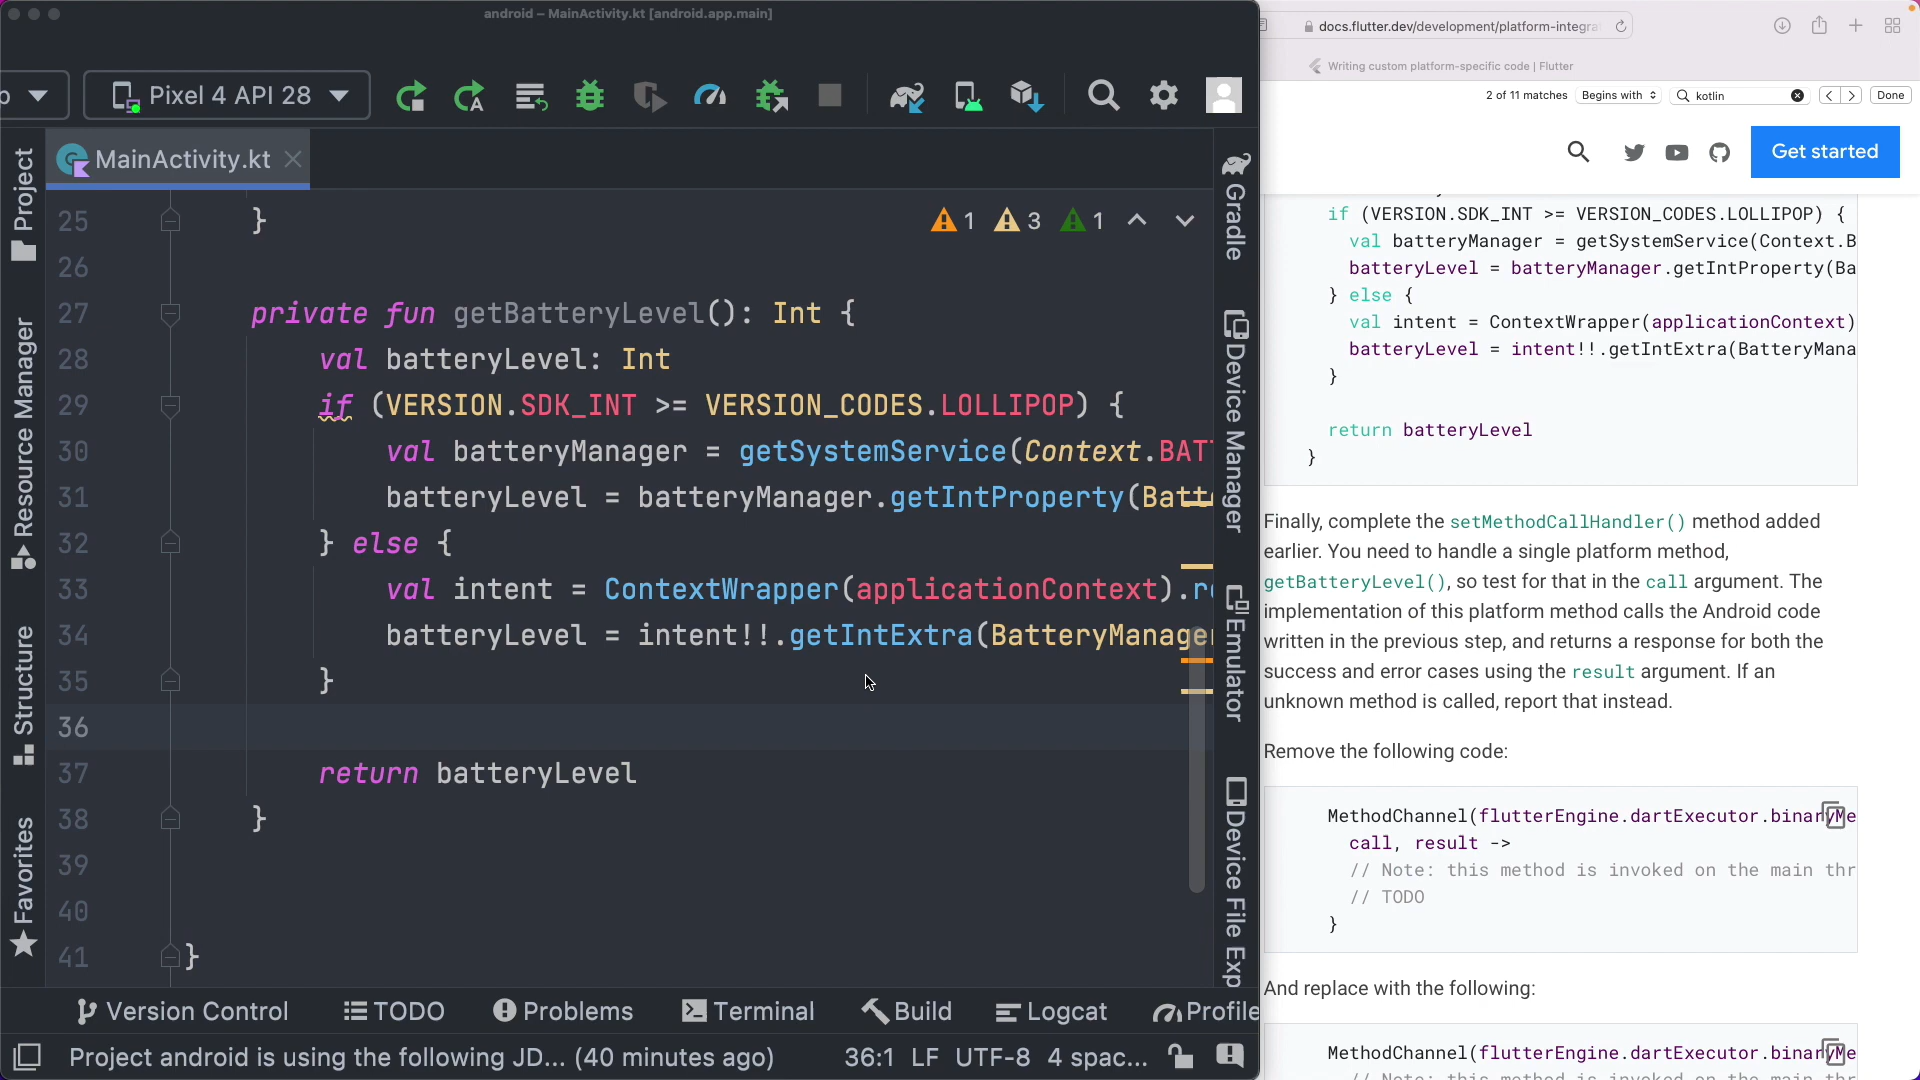 android – MainActivity.kt [android.app.main]
Pixel 4 API 28
MainActivity.kt
Project
Resource Manager
Structure
Favorites
25 }
1 3 1
26
27 private fun getBatteryLevel(): Int {
28 val batteryLevel: Int
29 if (VERSION.SDK_INT >= VERSION_CODES.LOLLIPOP) {
30 val batteryManager = getSystemService(Context.BAT
31 batteryLevel = batteryManager.getIntProperty(Batt
32 } else {
33 val intent = ContextWrapper(applicationContext).re
34 batteryLevel = intent!!.getIntExtra(BatteryManager
35 }
36
37 return batteryLevel
38 }
39
40
41 }
Gradle
Device Manager
Emulator
Device File Exp
Version Control
TODO
Problems
Terminal
Build
Logcat
Profile
Project android is using the following JD... (40 minutes ago)
36:1 LF UTF-8 4 spac...
docs.flutter.dev/development/platform-integra
Writing custom platform-specific code | Flutter
2 of 11 matches
Begins with
kotlin
Done
Get started
if (VERSION.SDK_INT >= VERSION_CODES.LOLLIPOP) {
val batteryManager = getSystemService(Context.B
batteryLevel = batteryManager.getIntProperty(Ba
} else {
val intent = ContextWrapper(applicationContext)
batteryLevel = intent!!.getIntExtra(BatteryMana
}
return batteryLevel
}
Finally, complete the setMethodCallHandler() method added
earlier. You need to handle a single platform method,
getBatteryLevel(), so test for that in the call argument. The
implementation of this platform method calls the Android code
written in the previous step, and returns a response for both the
success and error cases using the result argument. If an
unknown method is called, report that instead.
Remove the following code:
MethodChannel(flutterEngine.dartExecutor.binaryMe
call, result ->
// Note: this method is invoked on the main thr
// TODO
}
And replace with the following:
MethodChannel(flutterEngine.dartExecutor.binaryMe